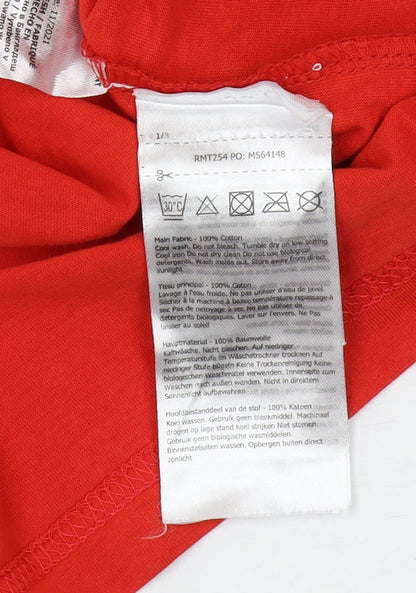 11/2021
ESH / FABRIQUÉ
ECHO EN
1/3
RMT254 PO: MS64148
30°C
Main Fabric - 100% Cotton
Cool wash. Do not bleach. Tumble dry on low setting
Cool iron Do not dry clean Do not use biological
detergents. Wash inside out. Store away from direct
sunlight
Tissu principal - 100% Coton
Lavage à l'eau froide. Ne pas utiliser d'eau de javel.
Sécher à la machine à basse température repassage à
sec Pas de nettoyage à sec. Ne pas utiliser de
détergents biologiques. Laver sur l'envers. Ne pas
laisser au soleil
Hauptmaterial - 100% Baumwolle
Kaltwäsche. Nicht bleichen. Auf niedriger
Temperaturstufe im Wäschetrockner trocknen. Auf
niedriger Stufe bügeln Keine Trockenreinigung Keine
biologischen Waschmittel verwenden. Innenseite zum
Waschen nach außen wenden. Nicht in direktem
Sonnenlicht aufbewahren
Hoofdbestanddeel van de stof - 100% Katoen
Koel wassen. Gebruik geen bleekmiddel. Machinaal
drogen op lage stand koel strijken Niet stomen
Gebruik geen biologische wasmiddelen.
Binnenstebuiten wassen. Opbergen buiten direct
zonlicht